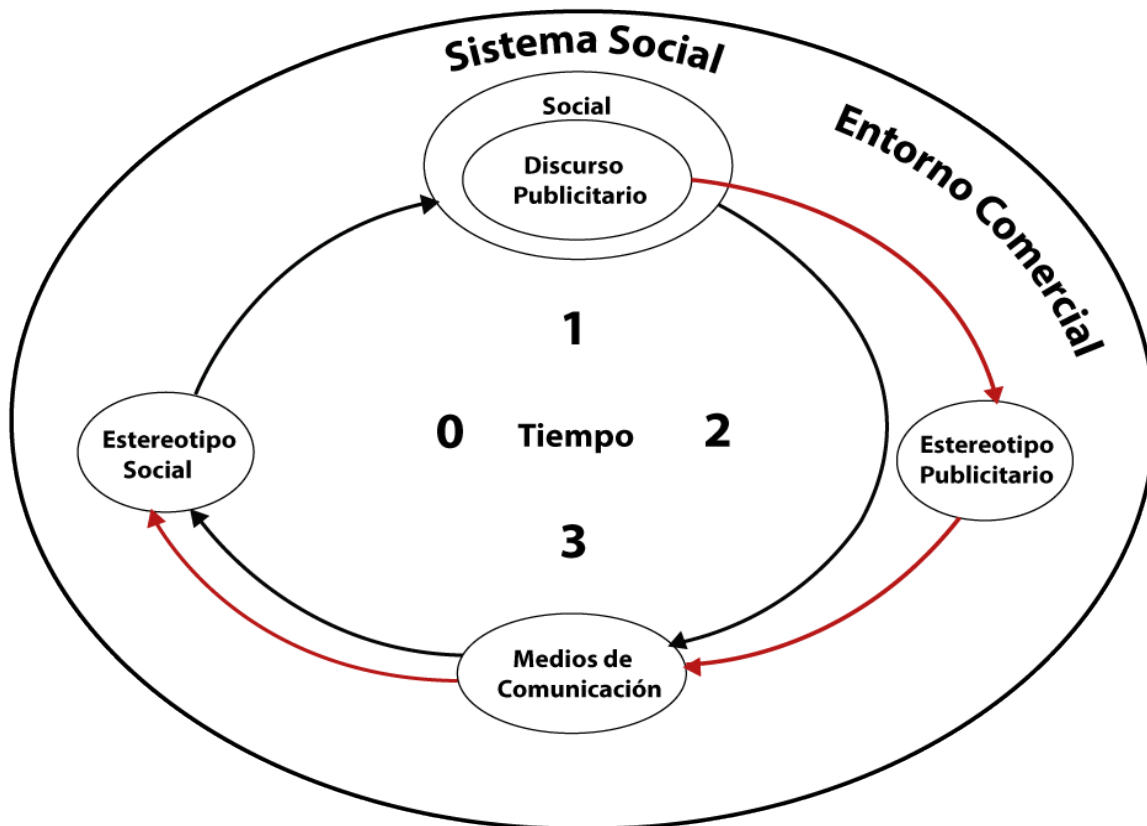 Sistema Social
Entorno Comercial
Social
Discurso
Publicitario
1
0 Tiempo 2
3
Estereotipo
Social
Estereotipo
Publicitario
Medios de
Comunicación